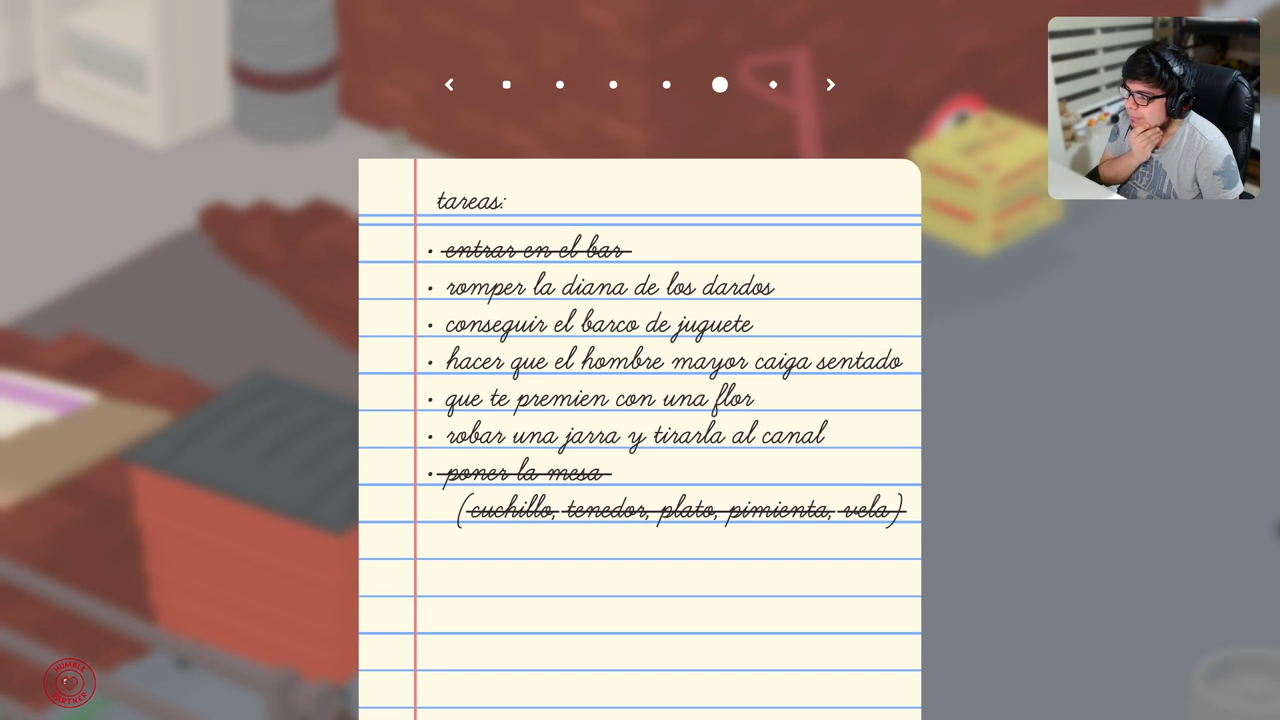 tareas:
• entrar en el bar
• romper la diana de los dardos
• conseguir el barco de juguete
• hacer que el hombre mayor caiga sentado
• que te premien con una flor
• robar una jarra y tirarla al canal
• poner la mesa
(cuchillo, tenedor, plato, pimienta, vela)
HUMBLE
PARTNER